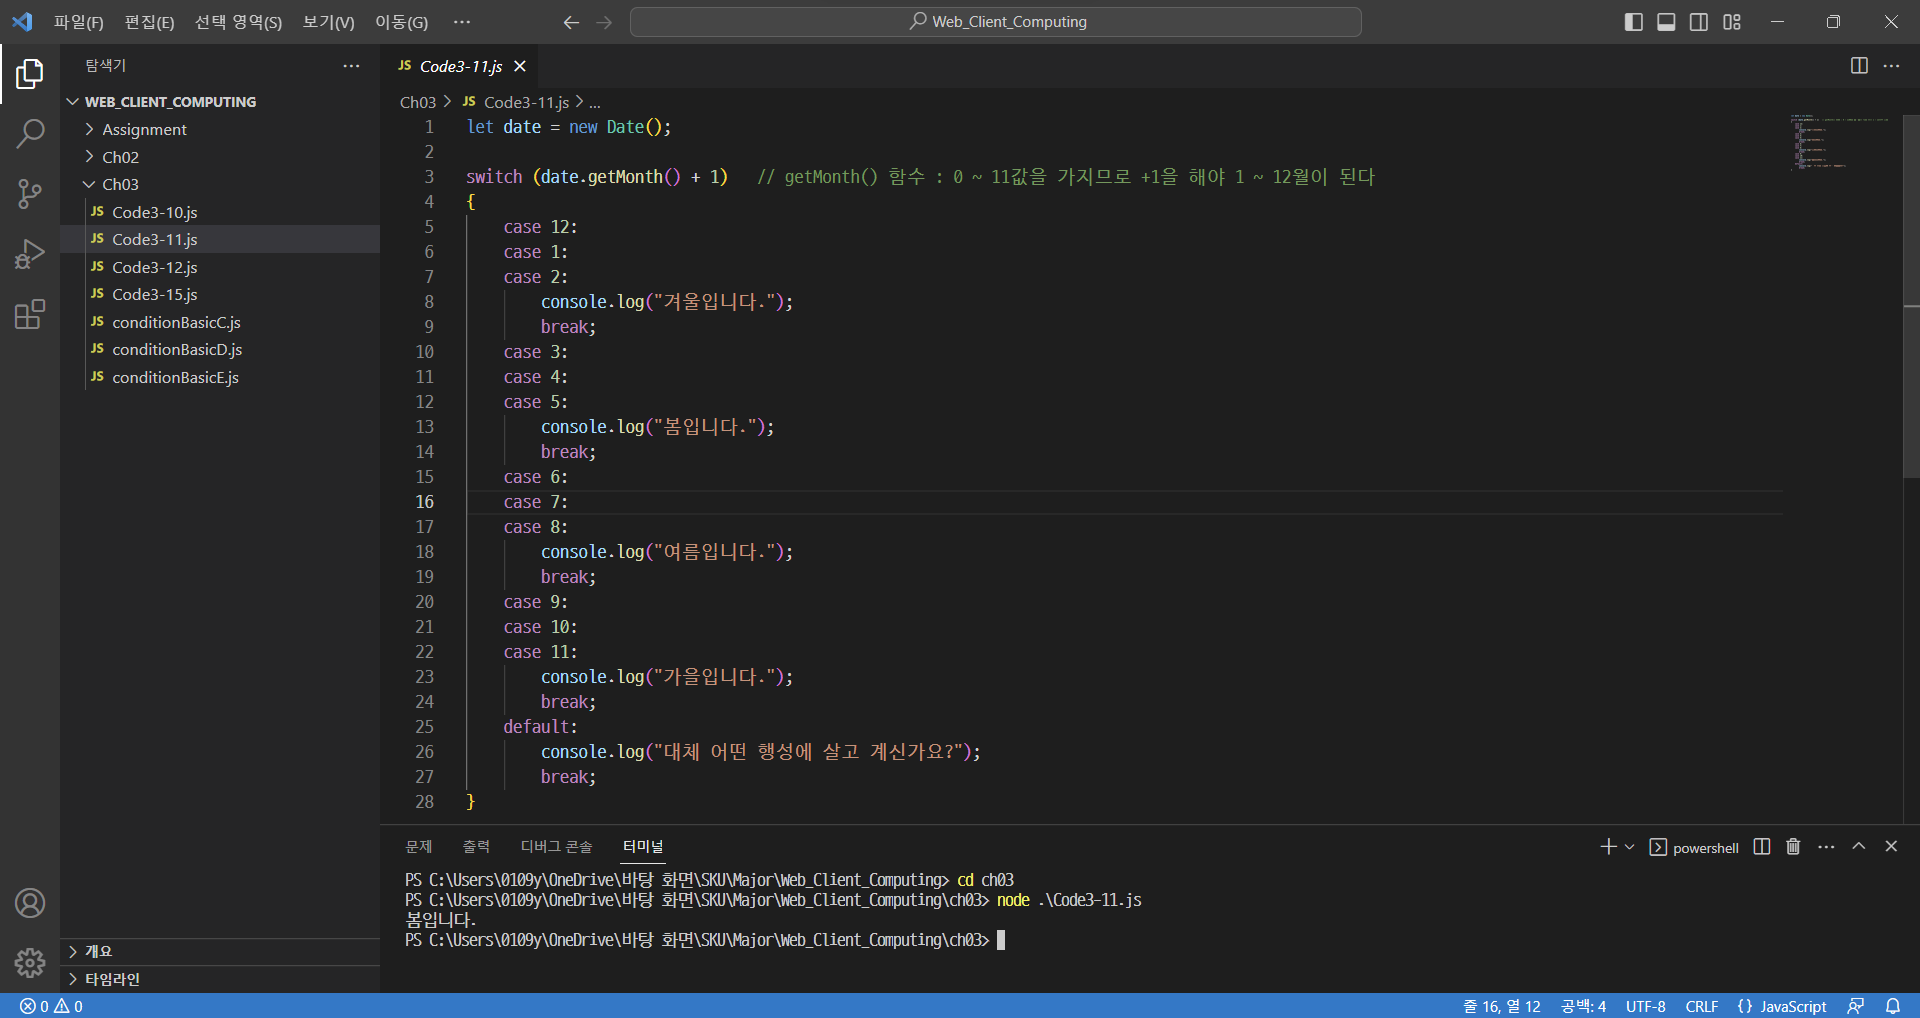 파일(F) 편집(E) 선택 영역(S) 보기(V) 이동(G) ··· Web_Client_Computing
탐색기
WEB_CLIENT_COMPUTING
Assignment
Ch02
Ch03
JS Code3-10.js
JS Code3-11.js
JS Code3-12.js
JS Code3-15.js
JS conditionBasicC.js
JS conditionBasicD.js
JS conditionBasicE.js
개요
타임라인
JS Code3-11.js
Ch03 > JS Code3-11.js > ...
1 let date = new Date();
2
3 switch (date.getMonth() + 1)   // getMonth() 함수 : 0 ~ 11값을 가지므로 +1을 해야 1 ~ 12월이 된다
4 {
5     case 12:
6     case 1:
7     case 2:
8         console.log("겨울입니다.");
9         break;
10     case 3:
11     case 4:
12     case 5:
13         console.log("봄입니다.");
14         break;
15     case 6:
16     case 7:
17     case 8:
18         console.log("여름입니다.");
19         break;
20     case 9:
21     case 10:
22     case 11:
23         console.log("가을입니다.");
24         break;
25     default:
26         console.log("대체 어떤 행성에 살고 계신가요?");
27         break;
28 }
문제 출력 디버그 콘솔 터미널 powershell
PS C:\Users\0109y\OneDrive\바탕 화면\SKU\Major\Web_Client_Computing> cd ch03
PS C:\Users\0109y\OneDrive\바탕 화면\SKU\Major\Web_Client_Computing\ch03> node .\Code3-11.js
봄입니다.
PS C:\Users\0109y\OneDrive\바탕 화면\SKU\Major\Web_Client_Computing\ch03>
0 0 줄 16, 열 12 공백: 4 UTF-8 CRLF {} JavaScript